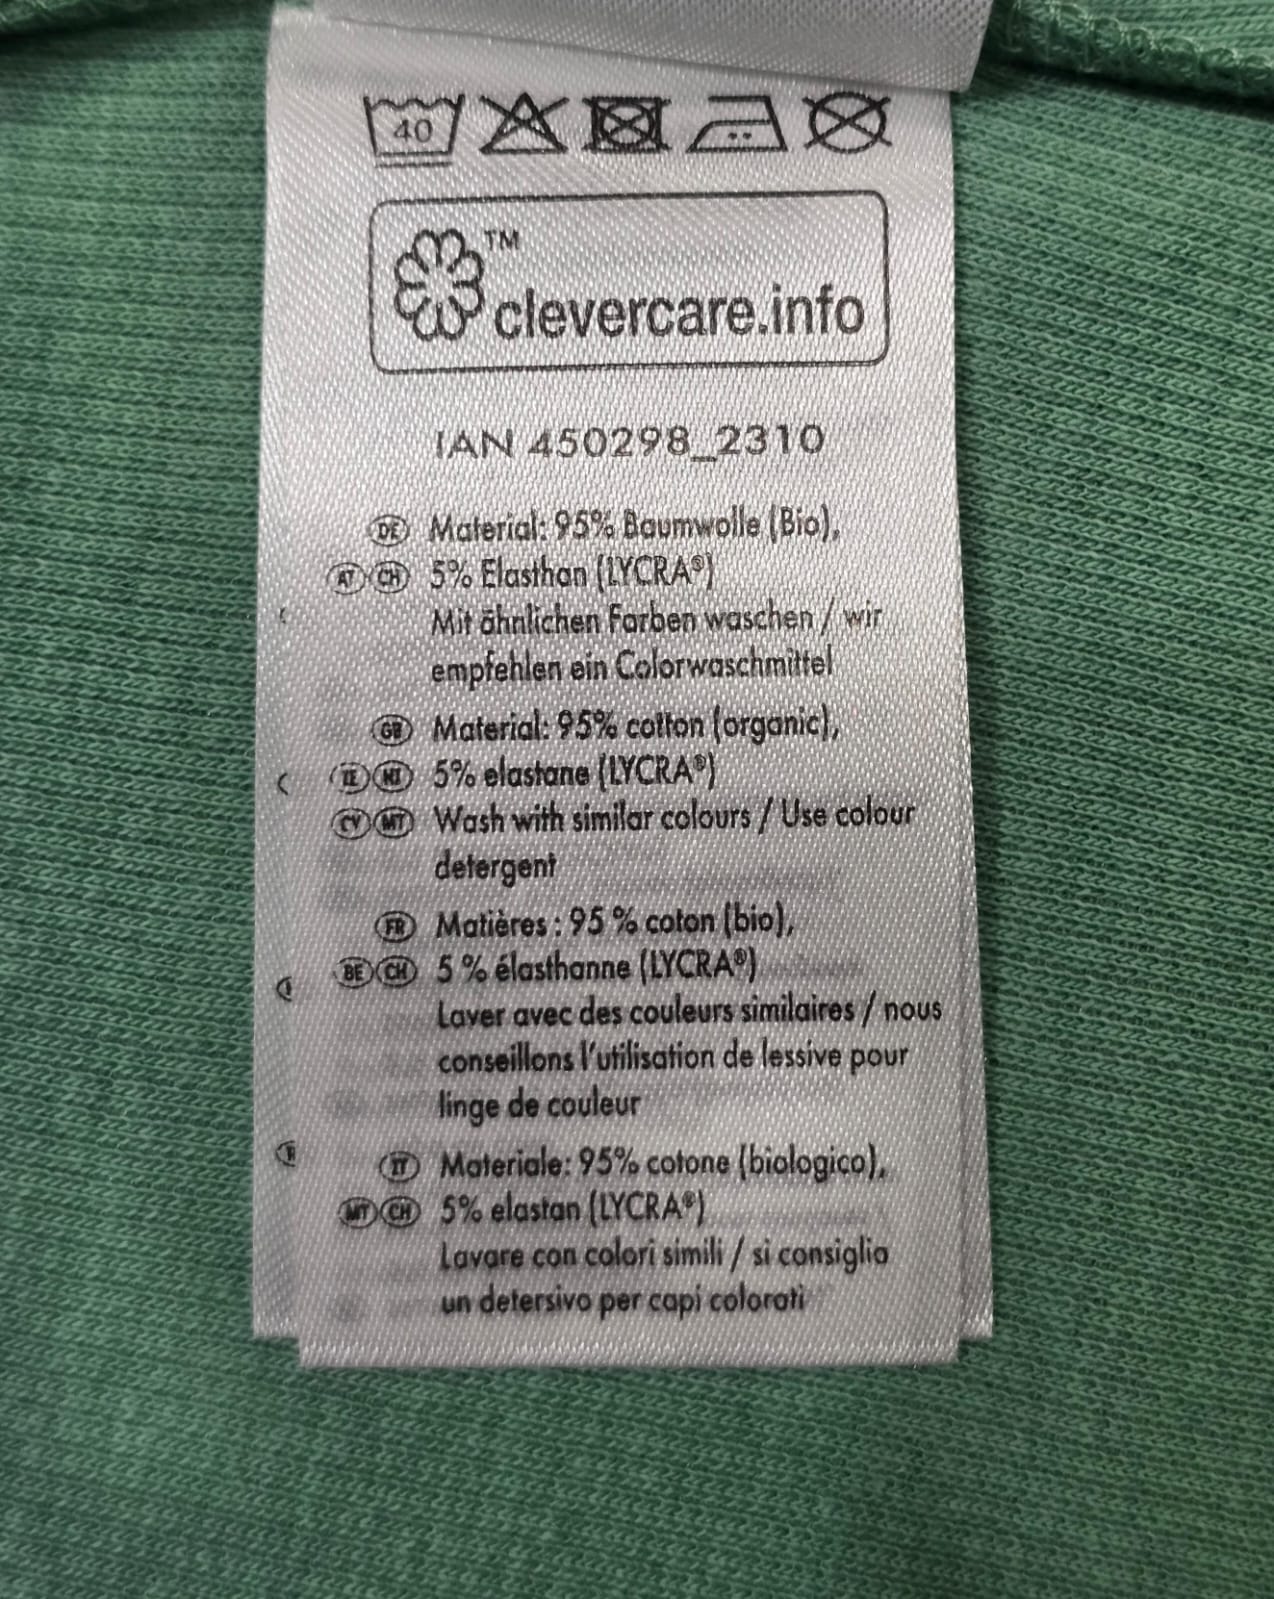 40
™
clevercare.info
IAN 450298_2310
DE Material: 95% Baumwolle (Bio),
AT CH 5% Elasthan (LYCRA®)
Mit ähnlichen Farben waschen / wir
empfehlen ein Colorwaschmittel
GB Material: 95% cotton (organic),
IE NI 5% elastane (LYCRA®)
CY MT Wash with similar colours / Use colour
detergent
FR Matières : 95 % coton (bio),
BE CH 5 % élasthanne (LYCRA®)
Laver avec des couleurs similaires / nous
conseillons l'utilisation de lessive pour
linge de couleur
IT Materiale: 95% cotone (biologico),
MT CH 5% elastan (LYCRA®)
Lavare con colori simili / si consiglia
un detersivo per capi colorati